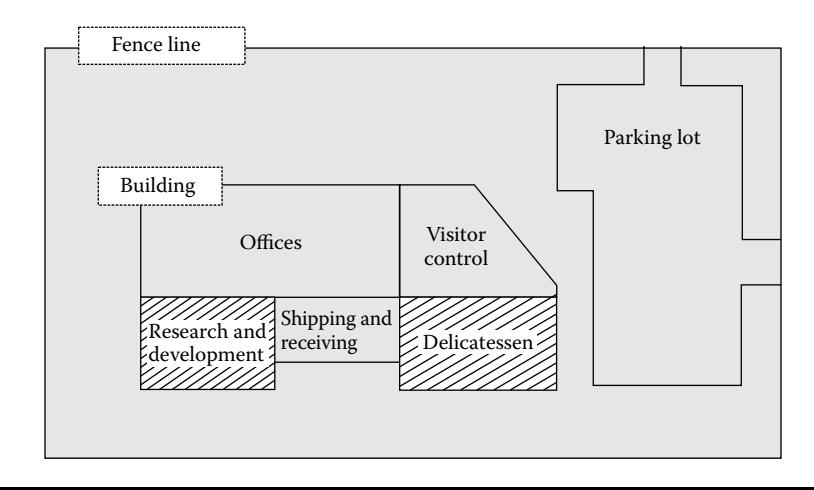 Fence line
Parking lot
Building
Offices
Visitor
control
Research and
development
Shipping and
receiving
Delicatessen